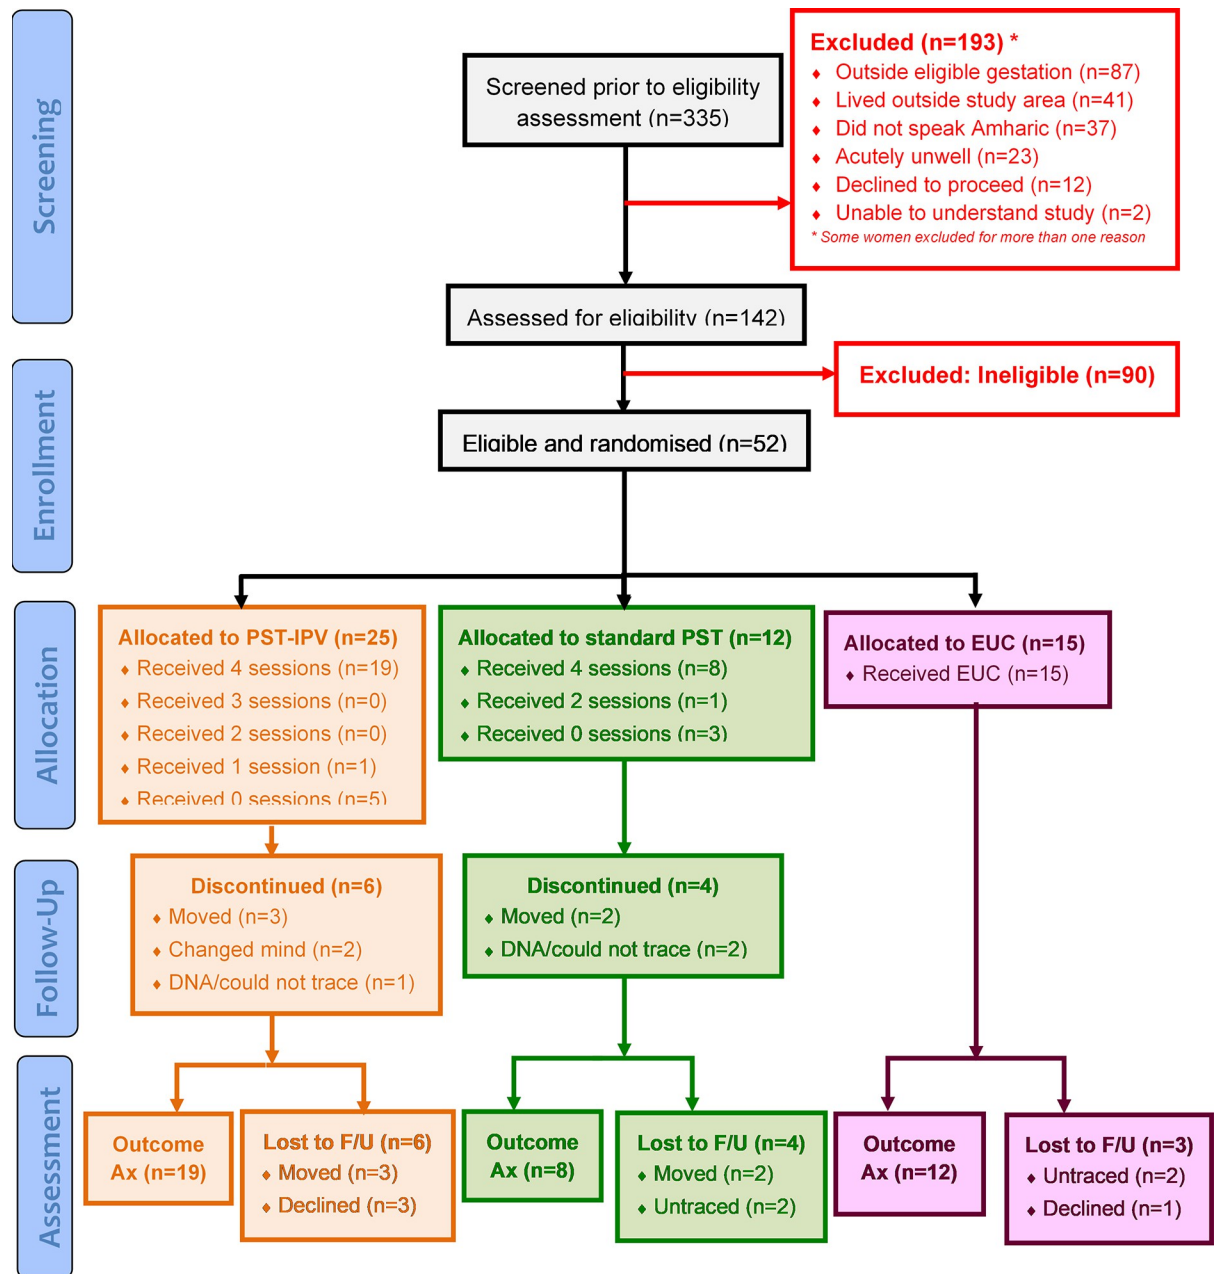 Screening
Screened prior to eligibility
assessment (n=335)
Excluded (n=193) *
♦ Outside eligible gestation (n=87)
♦ Lived outside study area (n=41)
♦ Did not speak Amharic (n=37)
♦ Acutely unwell (n=23)
♦ Declined to proceed (n=12)
♦ Unable to understand study (n=2)
* Some women excluded for more than one reason
Assessed for eligibility (n=142)
Enrollment
Excluded: Ineligible (n=90)
Eligible and randomised (n=52)
Allocation
Allocated to PST-IPV (n=25)
♦ Received 4 sessions (n=19)
♦ Received 3 sessions (n=0)
♦ Received 2 sessions (n=0)
♦ Received 1 session (n=1)
♦ Received 0 sessions (n=5)
Allocated to standard PST (n=12)
♦ Received 4 sessions (n=8)
♦ Received 2 sessions (n=1)
♦ Received 0 sessions (n=3)
Allocated to EUC (n=15)
♦ Received EUC (n=15)
Follow-Up
Discontinued (n=6)
♦ Moved (n=3)
♦ Changed mind (n=2)
♦ DNA/could not trace (n=1)
Discontinued (n=4)
♦ Moved (n=2)
♦ DNA/could not trace (n=2)
Assessment
Outcome
Ax (n=19)
Lost to F/U (n=6)
♦ Moved (n=3)
♦ Declined (n=3)
Outcome
Ax (n=8)
Lost to F/U (n=4)
♦ Moved (n=2)
♦ Untraced (n=2)
Outcome
Ax (n=12)
Lost to F/U (n=3)
♦ Untraced (n=2)
♦ Declined (n=1)